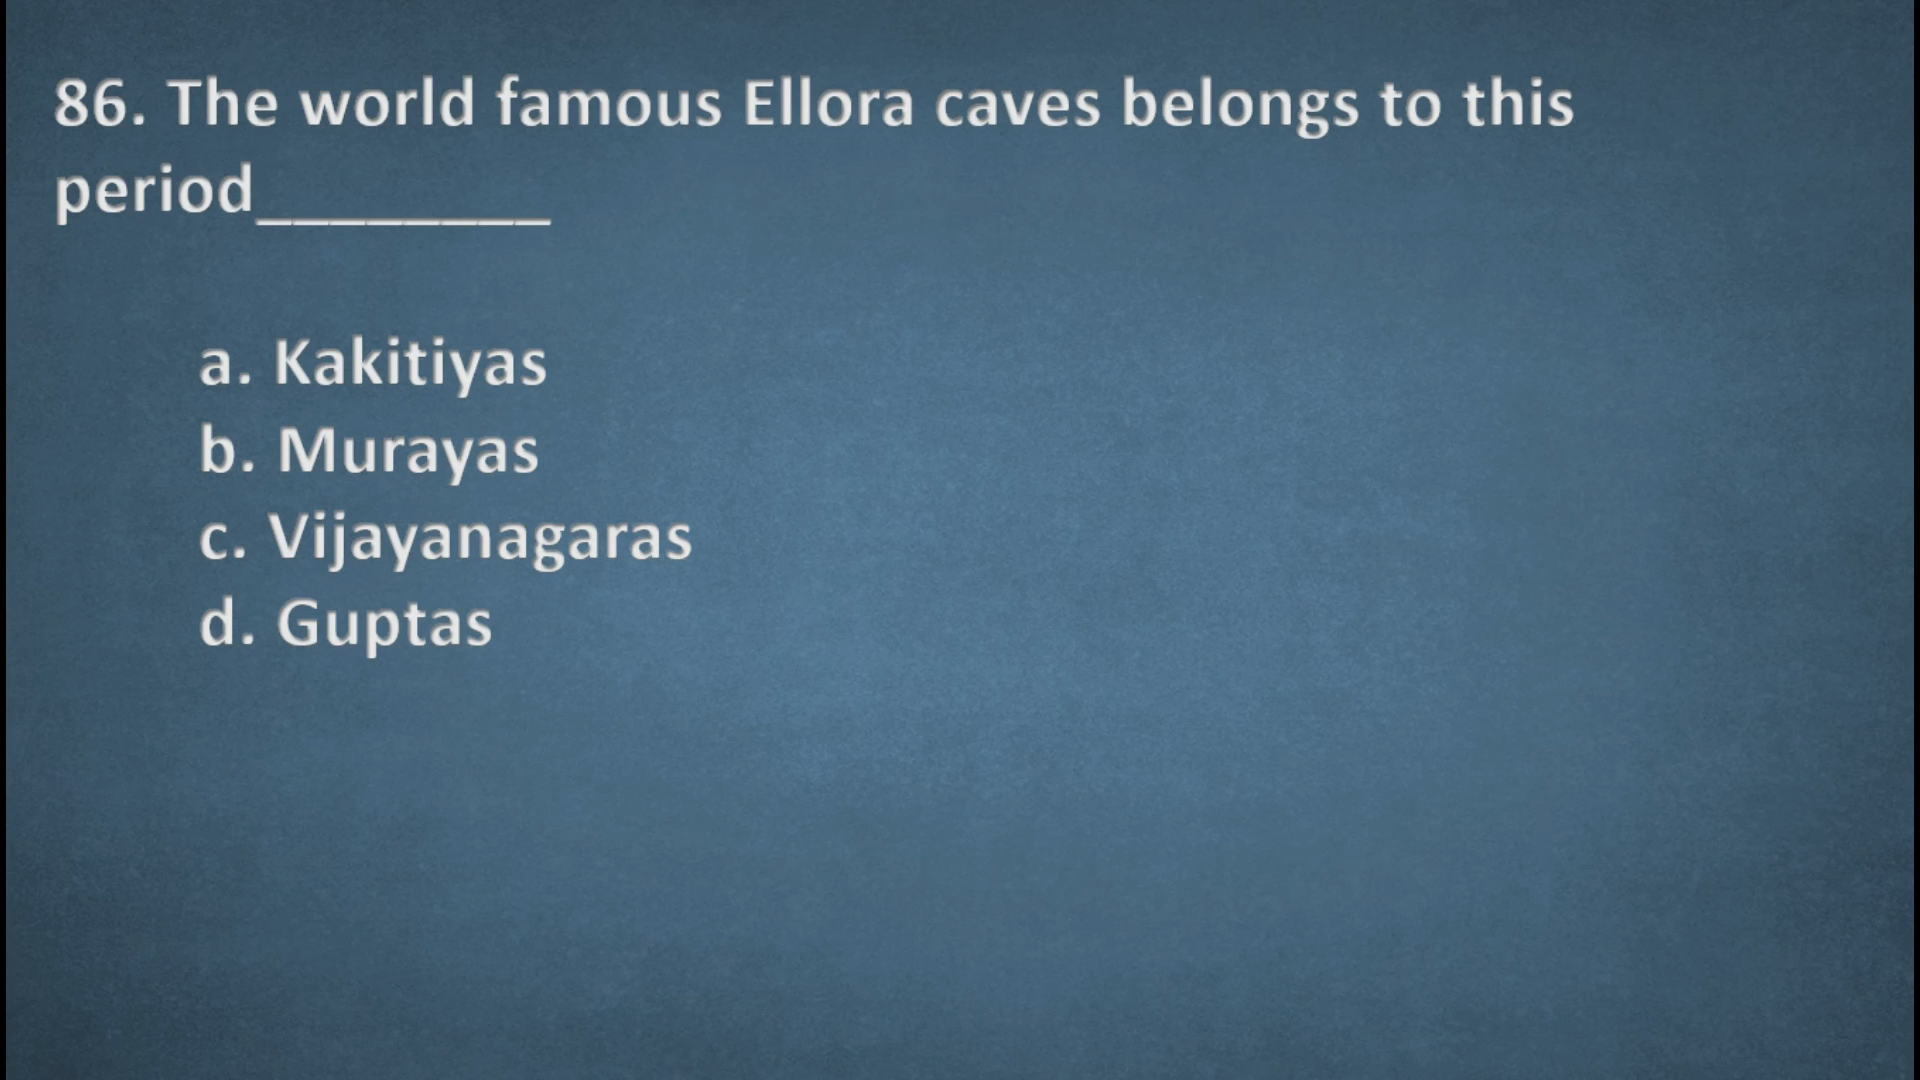 86. The world famous Ellora caves belongs to this
period________
a. Kakitiyas
b. Murayas
c. Vijayanagaras
d. Guptas